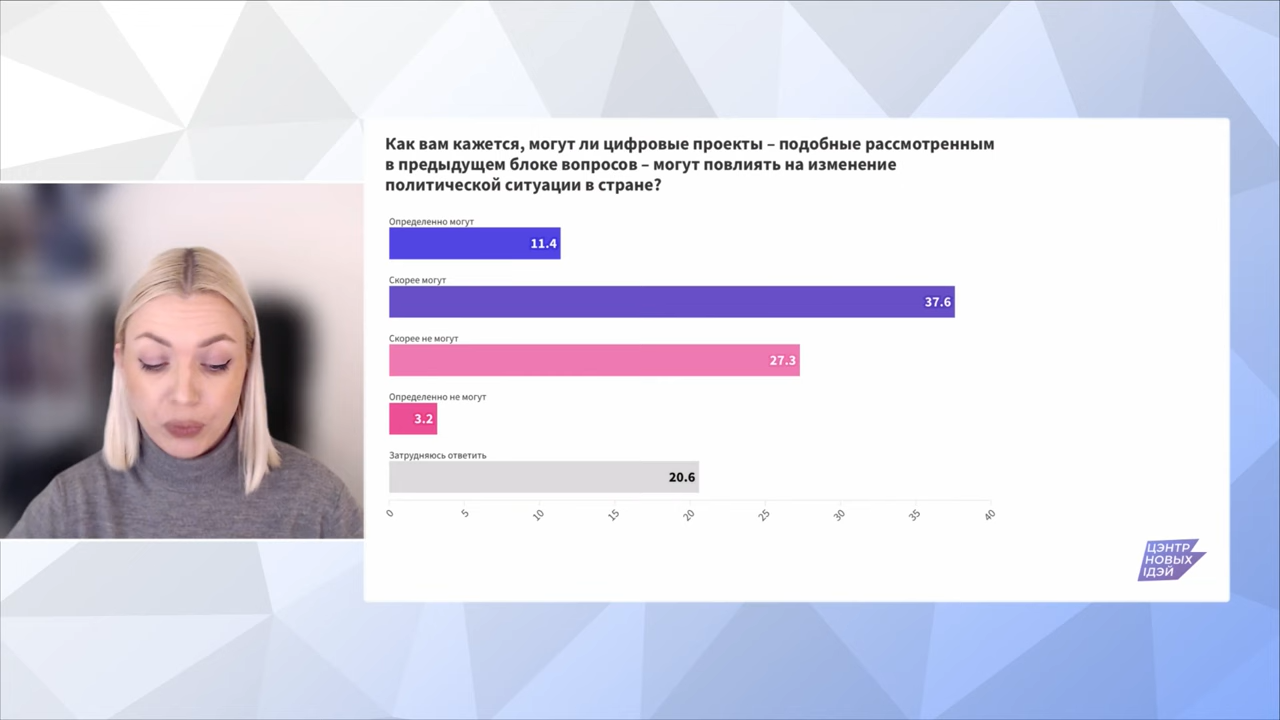 Как вам кажется, могут ли цифровые проекты – подобные рассмотренным
в предыдущем блоке вопросов – могут повлиять на изменение
политической ситуации в стране?
Определенно могут
11.4
Скорее могут
37.6
Скорее не могут
27.3
Определенно не могут
3.2
Затрудняюсь ответить
20.6
0 5 10 15 20 25 30 35 40
ЦЭНТР
НОВЫХ
ІДЭЙ